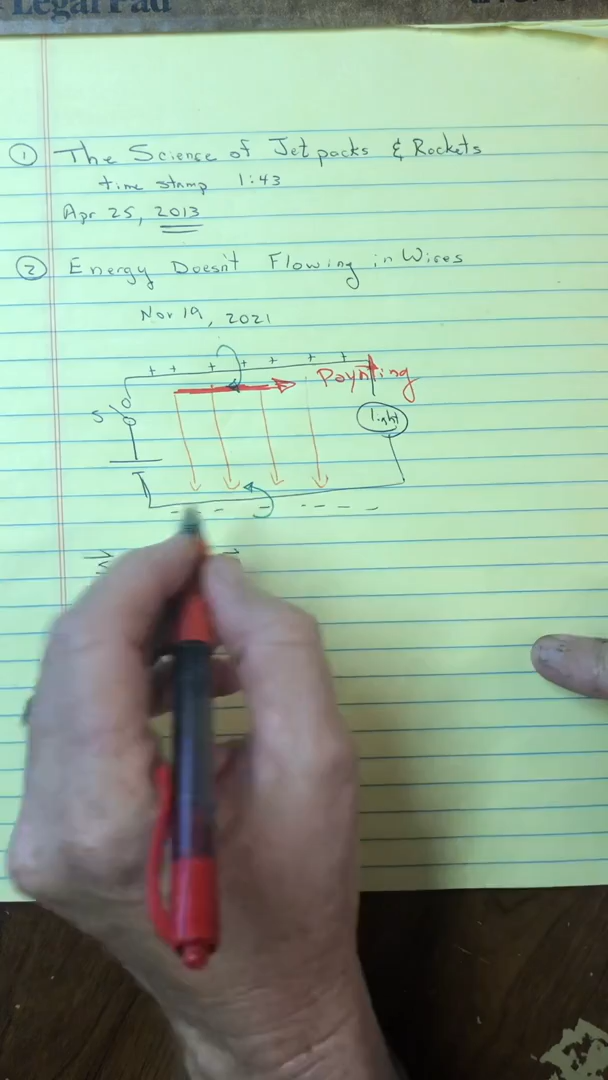 Legal Pad
① The Science of Jetpacks & Rockets
time stamp 1:43
Apr 25, 2013
② Energy Doesn't Flowing in Wires
Nov 19, 2021
+ + + + + + +
Poynting
S
light
- - - - - - -